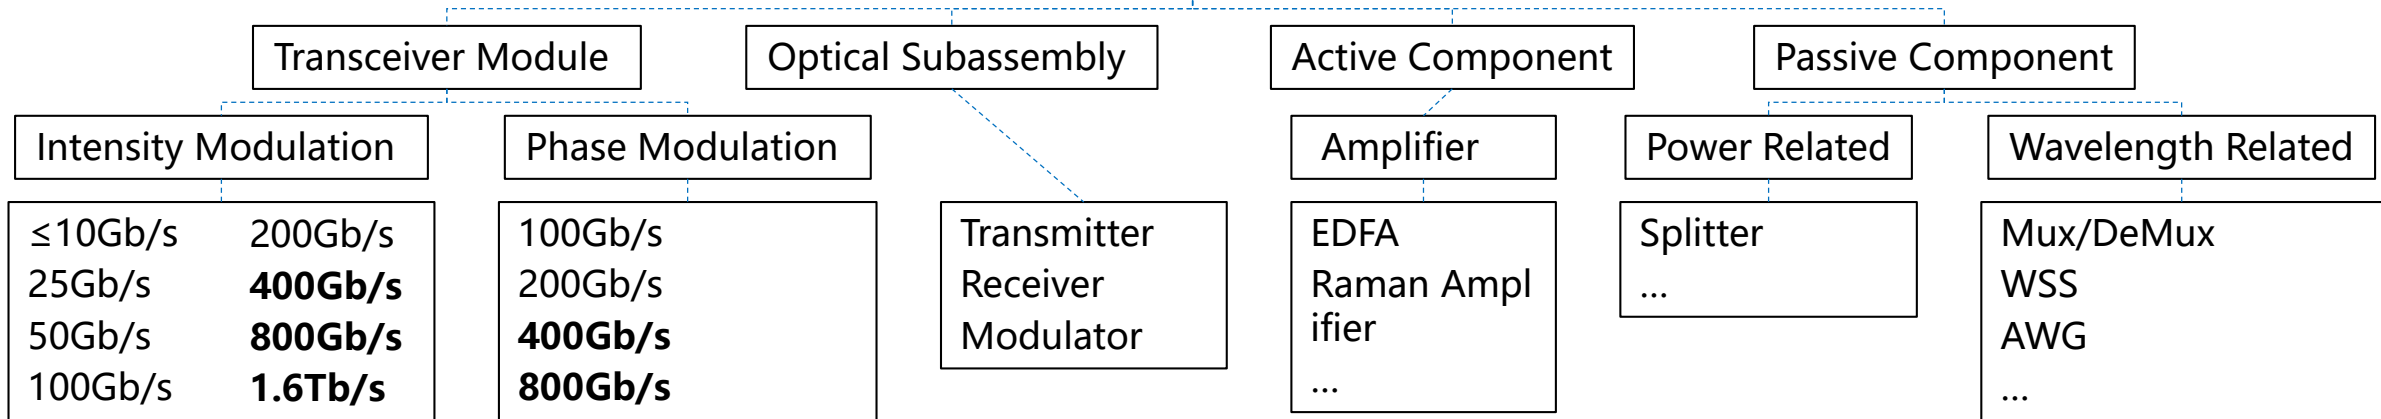 Transceiver Module
Optical Subassembly
Active Component
Passive Component
Intensity Modulation
Phase Modulation
Amplifier
Power Related
Wavelength Related
≤10Gb/s
25Gb/s
50Gb/s
100Gb/s
200Gb/s
400Gb/s
800Gb/s
1.6Tb/s
100Gb/s
200Gb/s
400Gb/s
800Gb/s
Transmitter
Receiver
Modulator
EDFA
Raman Ampl
ifier
...
Splitter
...
Mux/DeMux
WSS
AWG
...